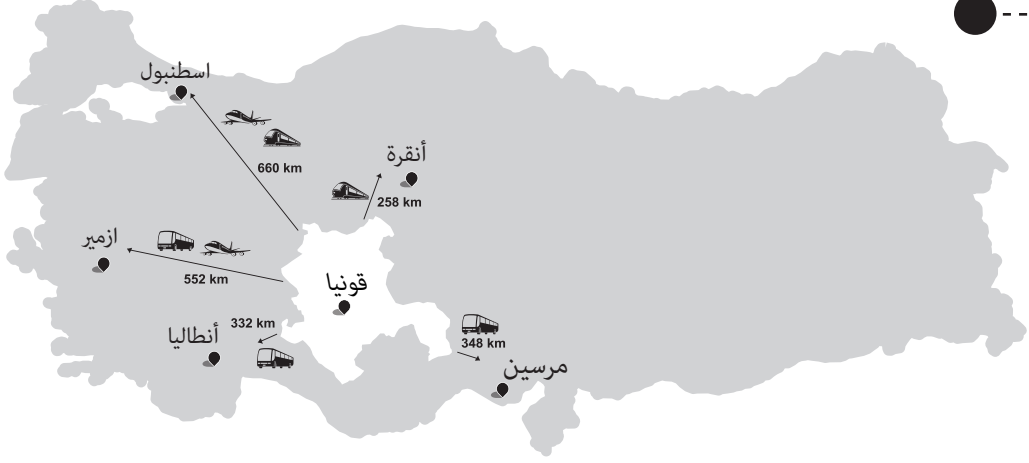 اسطنبول
660 km
أنقرة
258 km
ازمير
552 km
قونيا
332 km
أنطاليا
348 km
مرسين